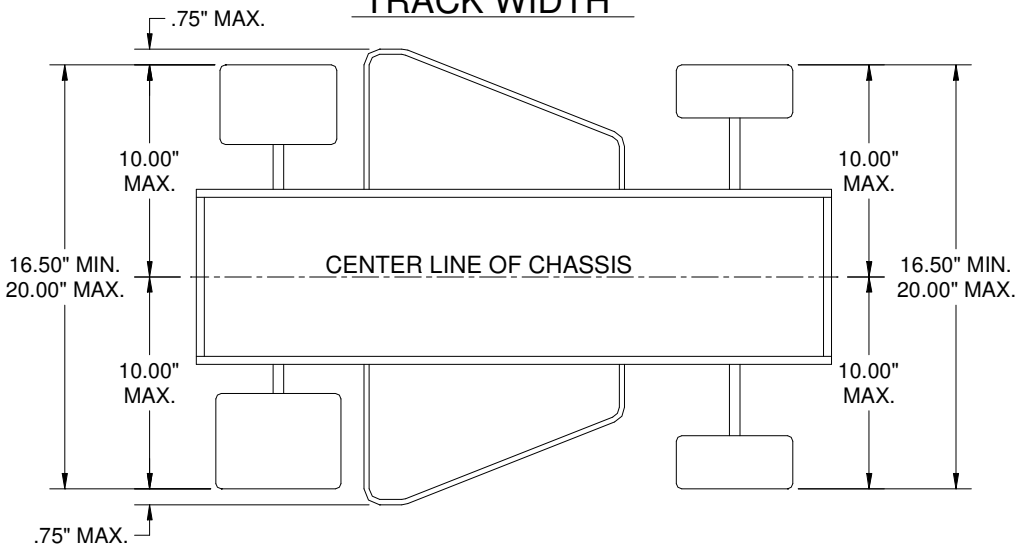 TRACK WIDTH
.75" MAX.
10.00"
MAX.
10.00"
MAX.
16.50" MIN.
20.00" MAX.
CENTER LINE OF CHASSIS
16.50" MIN.
20.00" MAX.
10.00"
MAX.
10.00"
MAX.
.75" MAX.